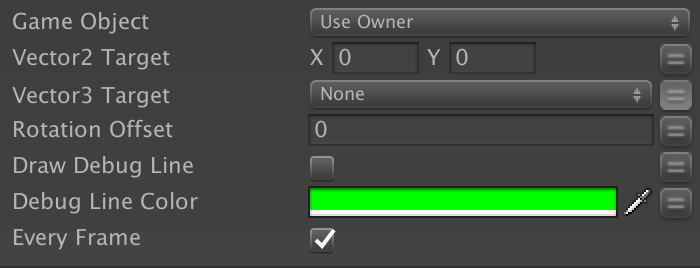 Game Object Use Owner
Vector2 Target X 0 Y 0
Vector3 Target None
Rotation Offset 0
Draw Debug Line
Debug Line Color
Every Frame